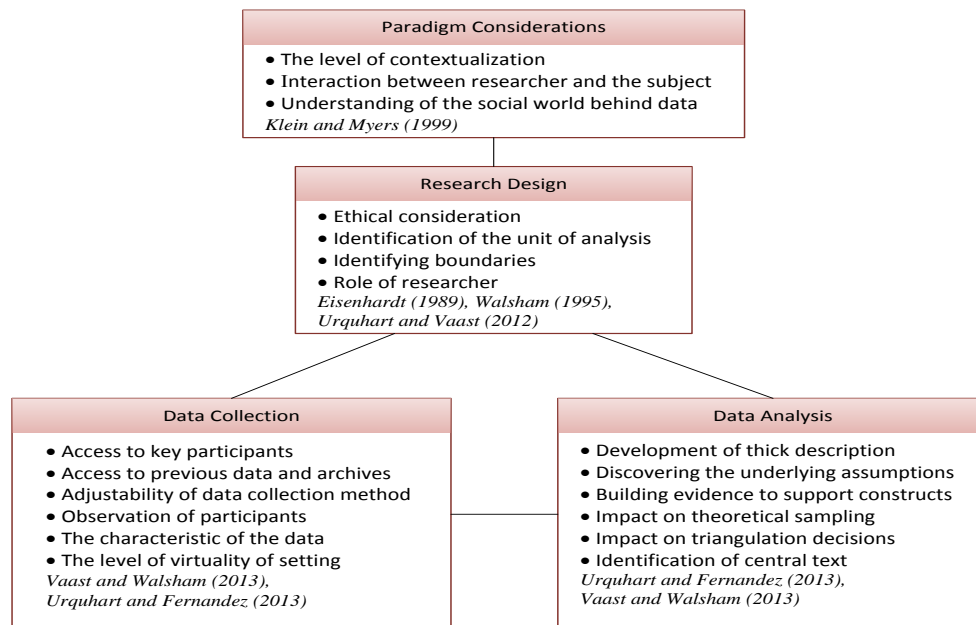 Paradigm Considerations
● The level of contextualization
● Interaction between researcher and the subject
● Understanding of the social world behind data
Klein and Myers (1999)
Research Design
● Ethical consideration
● Identification of the unit of analysis
● Identifying boundaries
● Role of researcher
Eisenhardt (1989), Walsham (1995),
Urquhart and Vaast (2012)
Data Collection
● Access to key participants
● Access to previous data and archives
● Adjustability of data collection method
● Observation of participants
● The characteristic of the data
● The level of virtuality of setting
Vaast and Walsham (2013),
Urquhart and Fernandez (2013)
Data Analysis
● Development of thick description
● Discovering the underlying assumptions
● Building evidence to support constructs
● Impact on theoretical sampling
● Impact on triangulation decisions
● Identification of central text
Urquhart and Fernandez (2013),
Vaast and Walsham (2013)